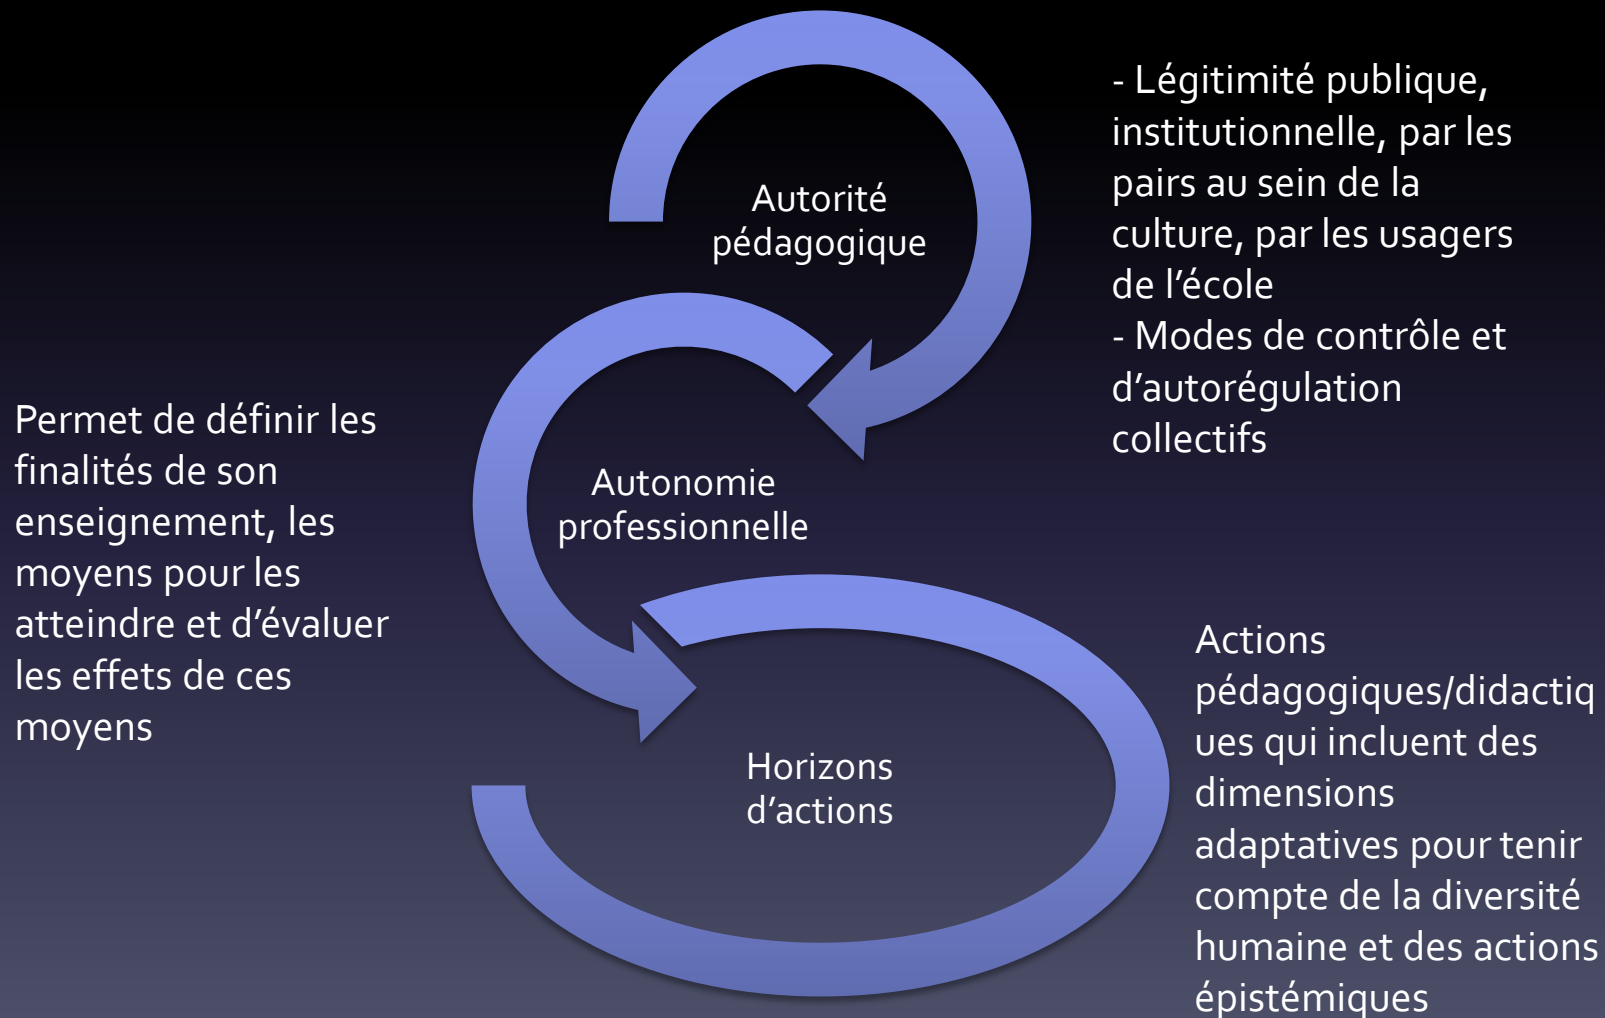 - Légitimité publique,
institutionnelle, par les
pairs au sein de la
culture, par les usagers
de l’école
- Modes de contrôle et
d’autorégulation
collectifs
Autorité
pédagogique
Permet de définir les
finalités de son
enseignement, les
moyens pour les
atteindre et d’évaluer
les effets de ces
moyens
Autonomie
professionnelle
Horizons
d’actions
Actions
pédagogiques/didactiq
ues qui incluent des
dimensions
adaptatives pour tenir
compte de la diversité
humaine et des actions
épistémiques